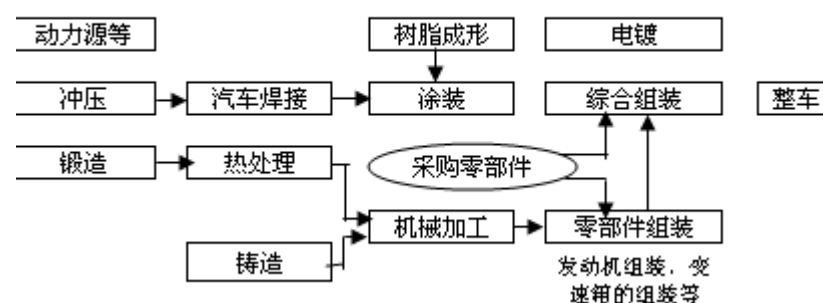 动力源等
树脂成形
电镀
冲压
汽车焊接
涂装
综合组装
整车
锻造
热处理
采购零部件
机械加工
零部件组装
铸造
发动机组装，变
速箱的组装等